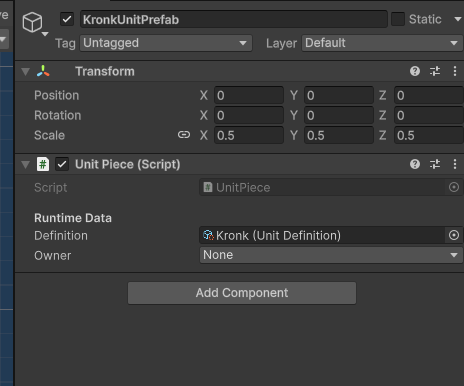 KronkUnitPrefab Static
Tag Untagged Layer Default
Transform
Position X 0 Y 0 Z 0
Rotation X 0 Y 0 Z 0
Scale X 0.5 Y 0.5 Z 0.5
# Unit Piece (Script)
Script # UnitPiece
Runtime Data
Definition Kronk (Unit Definition)
Owner None
Add Component